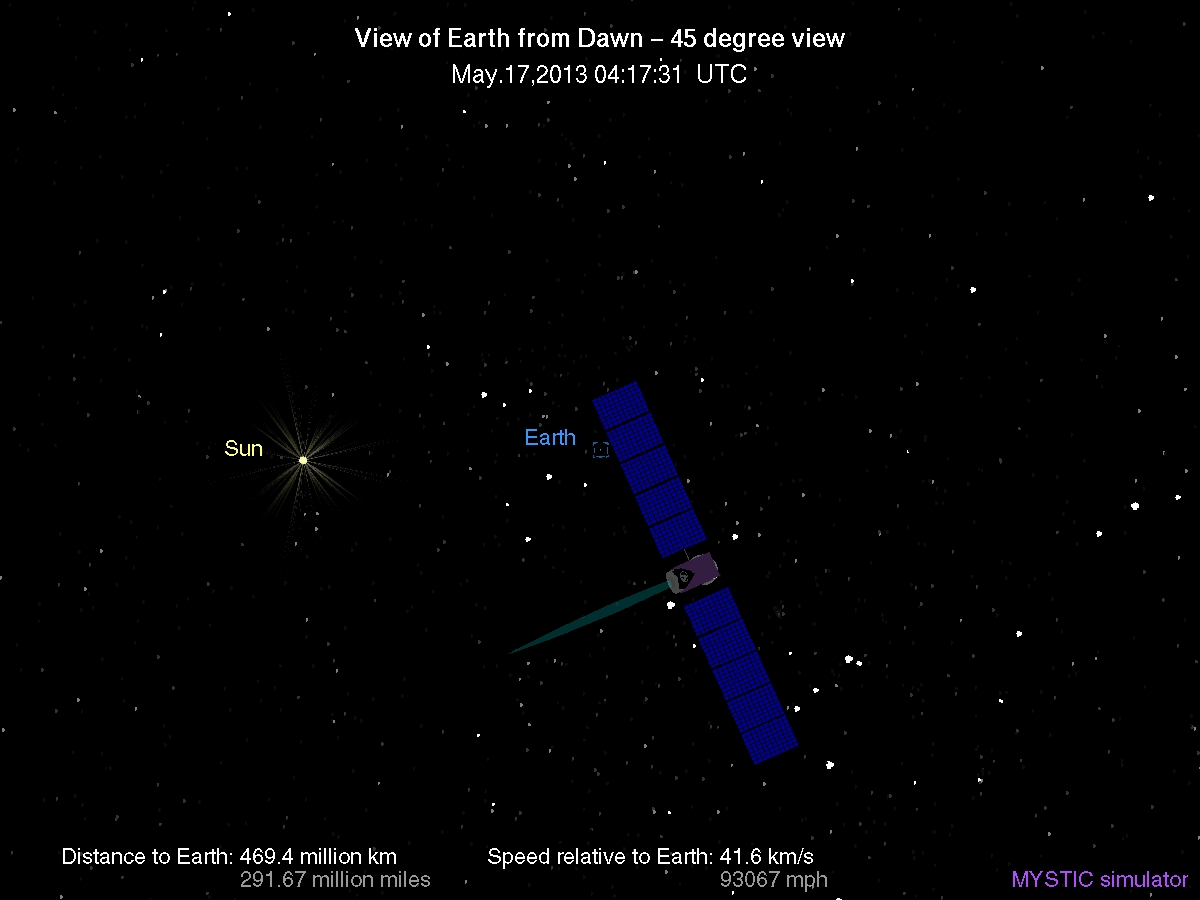 View of Earth from Dawn – 45 degree view
May.17,2013 04:17:31 UTC
Earth
Sun
Distance to Earth: 469.4 million km
291.67 million miles
Speed relative to Earth: 41.6 km/s
93067 mph
MYSTIC simulator